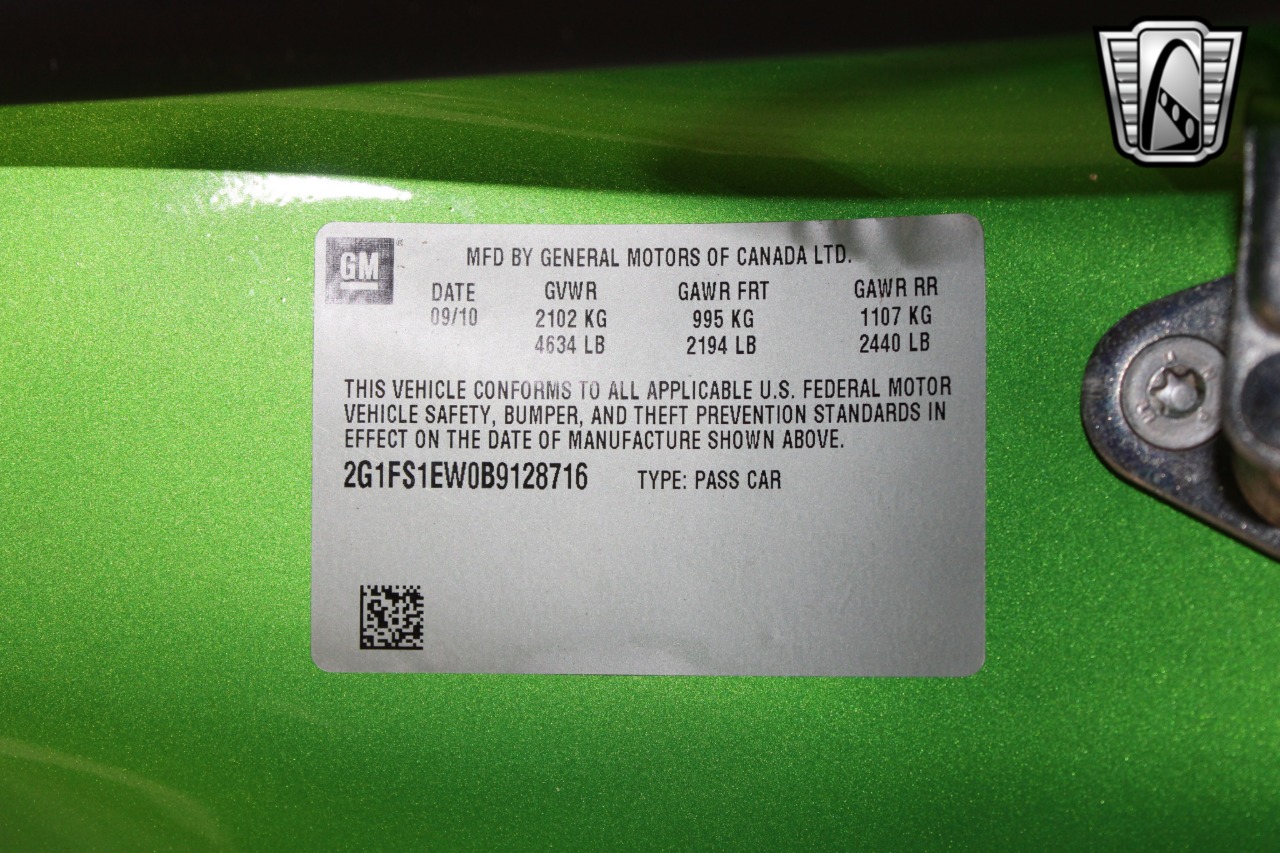 GM
MFD BY GENERAL MOTORS OF CANADA LTD.
DATE GVWR GAWR FRT GAWR RR
09/10 2102 KG 995 KG 1107 KG
4634 LB 2194 LB 2440 LB
THIS VEHICLE CONFORMS TO ALL APPLICABLE U.S. FEDERAL MOTOR
VEHICLE SAFETY, BUMPER, AND THEFT PREVENTION STANDARDS IN
EFFECT ON THE DATE OF MANUFACTURE SHOWN ABOVE.
2G1FS1EW0B9128716 TYPE: PASS CAR